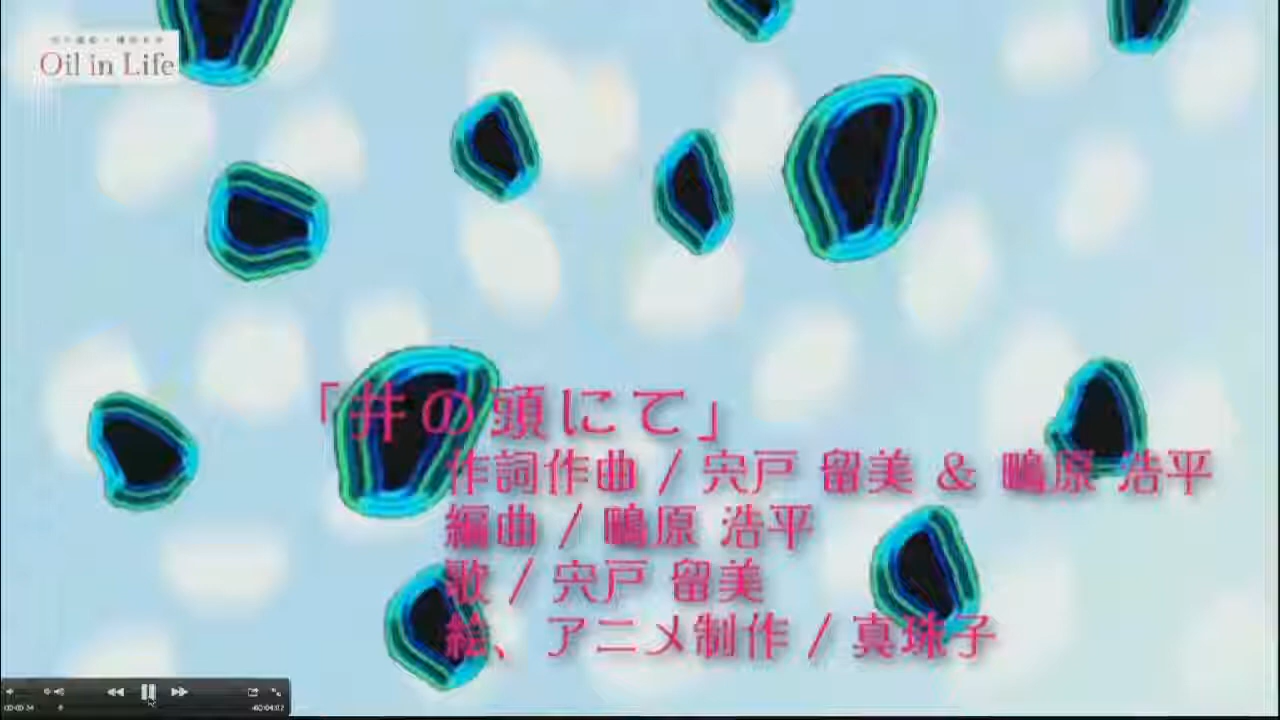 Oil in Life
「井の頭にて」
作詞作曲 / 宍戸 留美 & 嶋原 浩平
編曲 / 嶋原 浩平
歌 / 宍戸 留美
絵、アニメ制作 / 真珠子